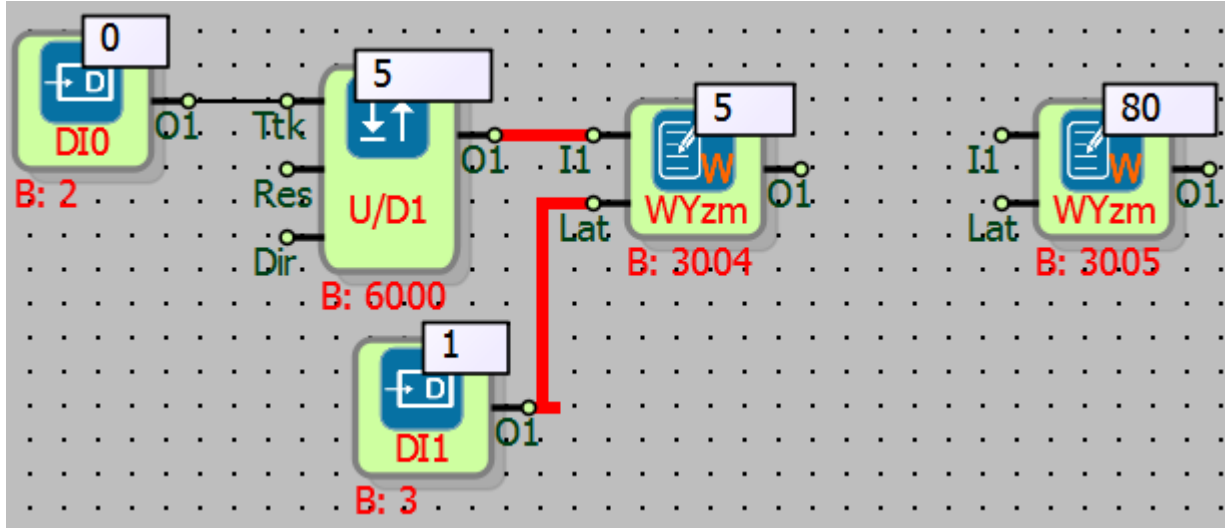 0
D
DI0
O1
B: 2
5
Ttk
Res
Dir
U/D1
O1
B: 6000
5
I1
Lat
W
WYzm
O1
B: 3004
80
I1
Lat
W
WYzm
O1
B: 3005
1
D
DI1
O1
B: 3